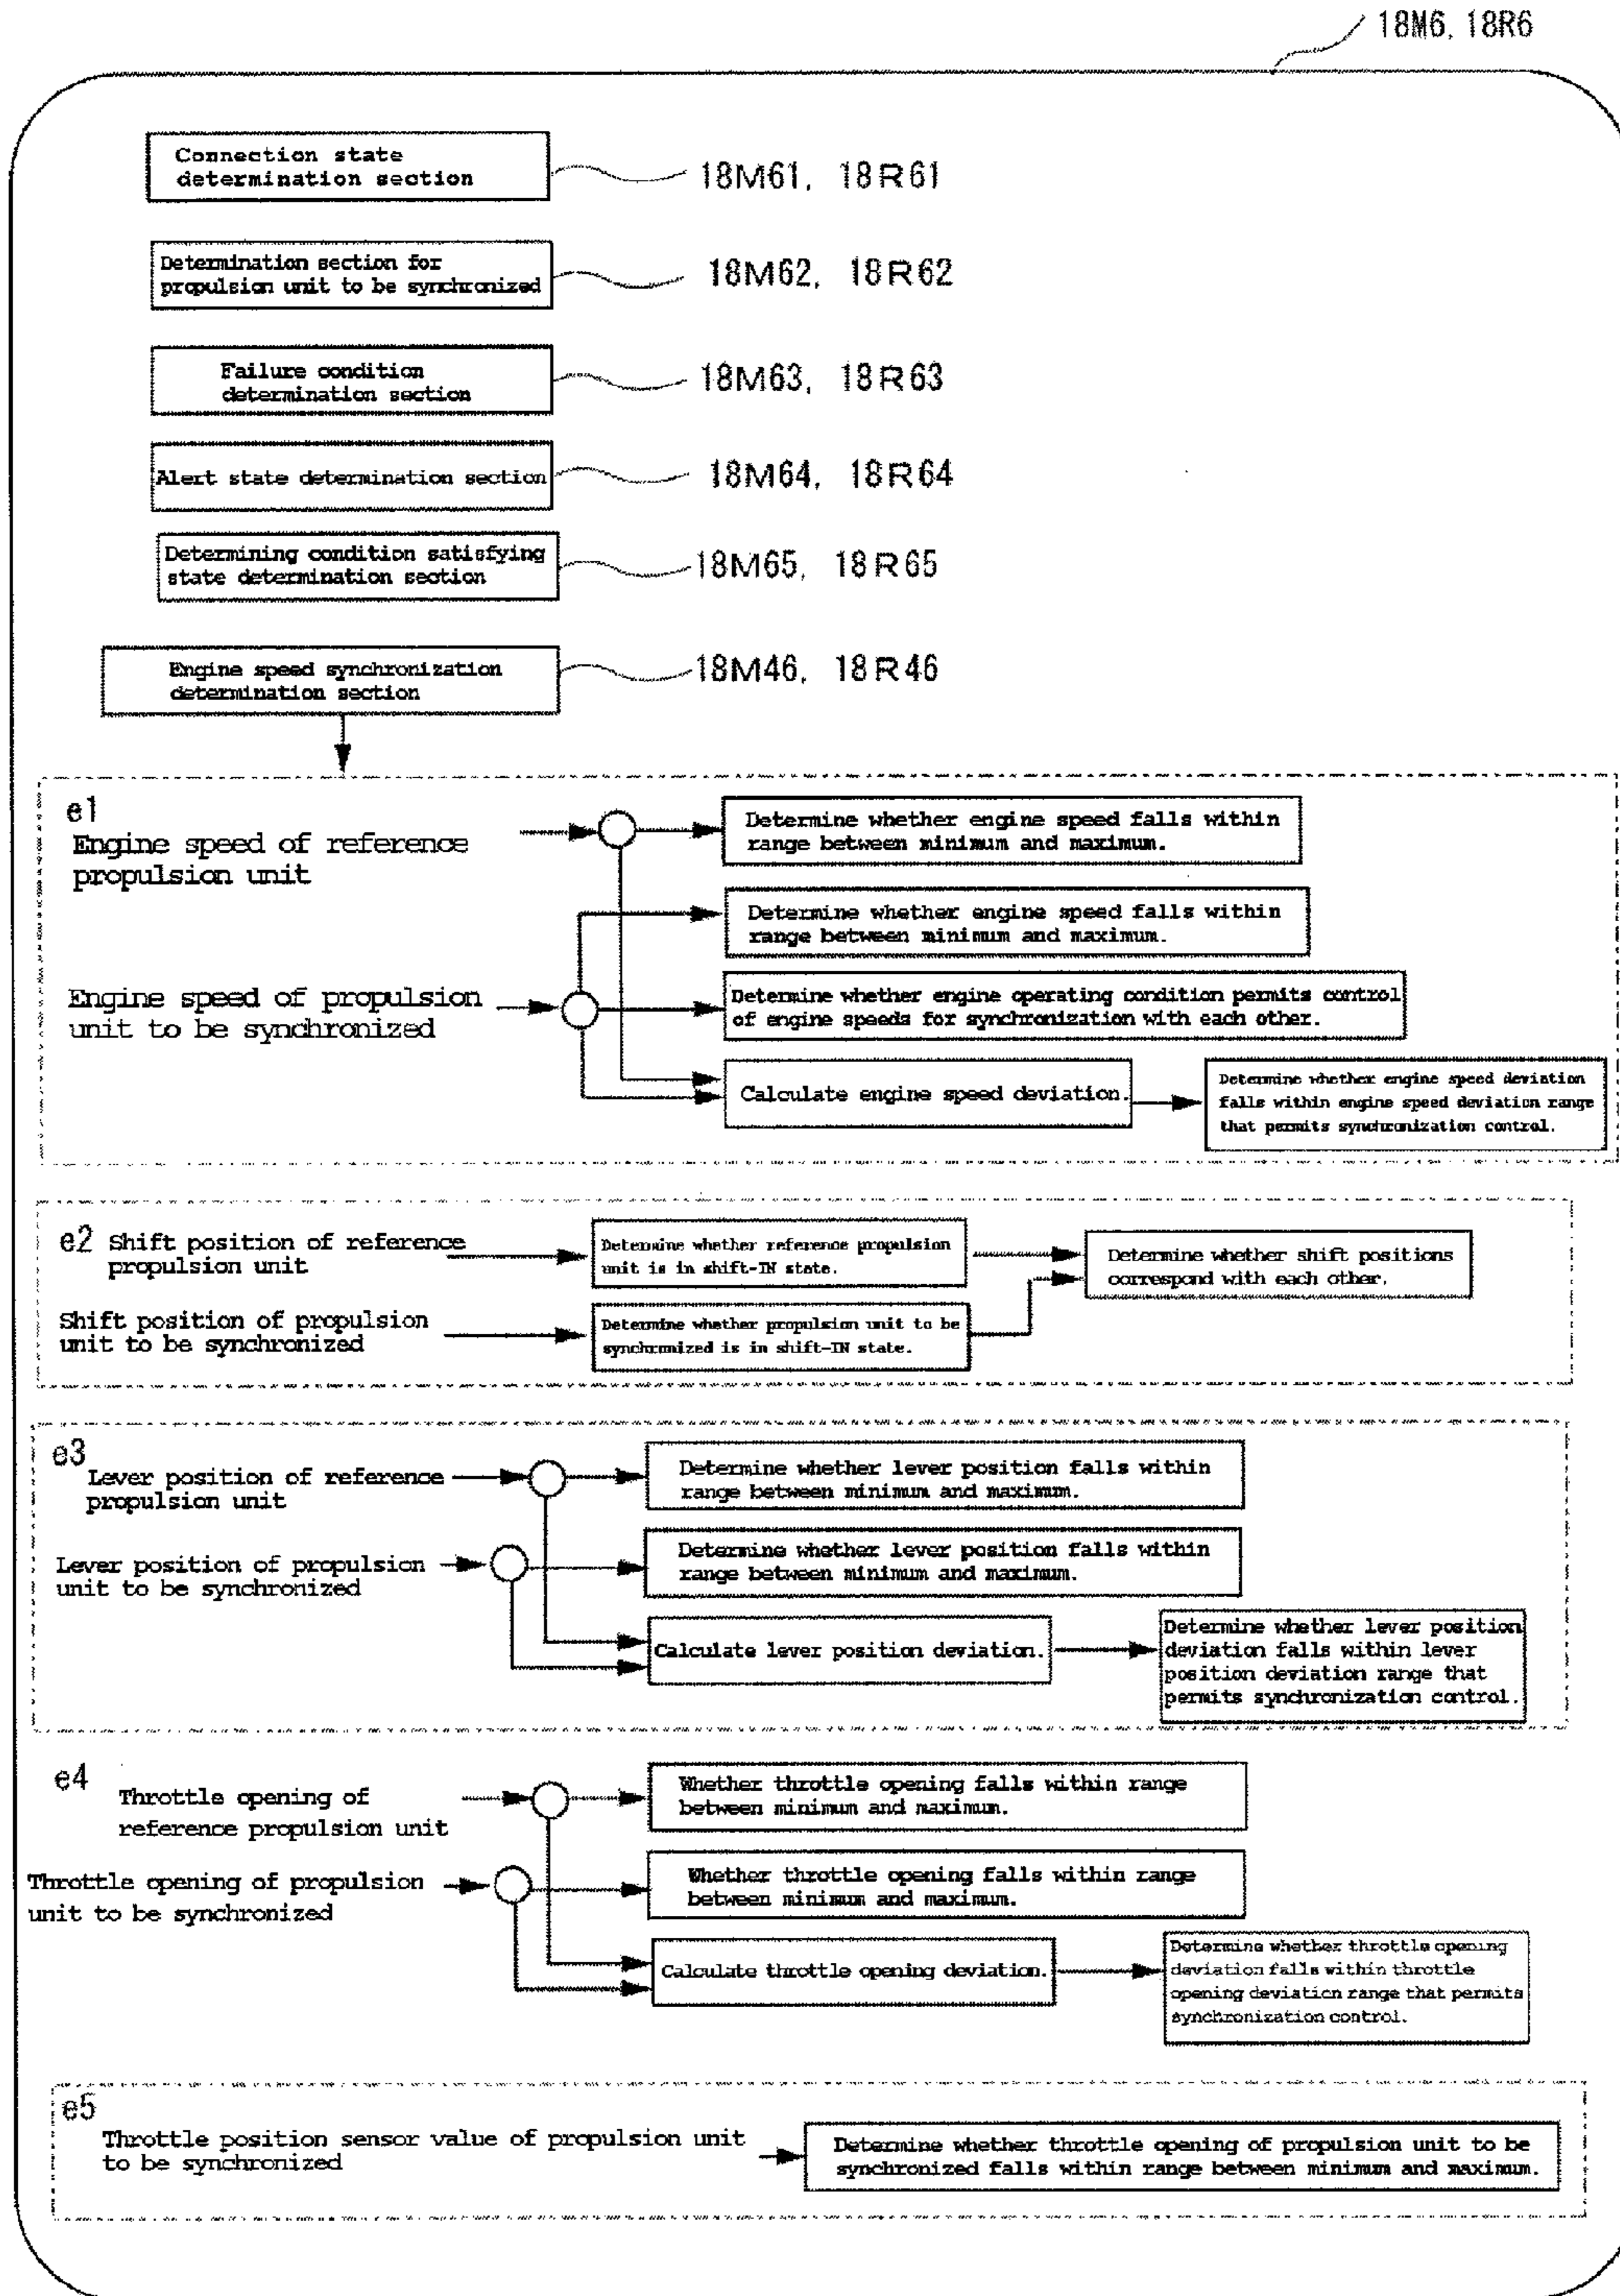 18M6, 18R6
Connection state
determination section
18M61, 18R61
Determination section for
propulsion unit to be synchronized
18M62, 18R62
Failure condition
determination section
18M63, 18R63
Alert state determination section
18M64, 18R64
Determining condition satisfying
state determination section
18M65, 18R65
Engine speed synchronization
determination section
18M46, 18R46
e1
Engine speed of reference
propulsion unit
Determine whether engine speed falls within
range between minimum and maximum.
Determine whether engine speed falls within
range between minimum and maximum.
Engine speed of propulsion
unit to be synchronized
Determine whether engine operating condition permits control
of engine speeds for synchronization with each other.
Calculate engine speed deviation.
Determine whether engine speed deviation
falls within engine speed deviation range
that permits synchronization control.
e2 Shift position of reference
propulsion unit
Determine whether reference propulsion
unit is in shift-IN state.
Determine whether shift positions
correspond with each other.
Shift position of propulsion
unit to be synchronized
Determine whether propulsion unit to be
synchronized is in shift-IN state.
e3
Lever position of reference
propulsion unit
Determine whether lever position falls within
range between minimum and maximum.
Lever position of propulsion
unit to be synchronized
Determine whether lever position falls within
range between minimum and maximum.
Calculate lever position deviation.
Determine whether lever position
deviation falls within lever
position deviation range that
permits synchronization control.
e4
Throttle opening of
reference propulsion unit
Whether throttle opening falls within range
between minimum and maximum.
Throttle opening of propulsion
unit to be synchronized
Whether throttle opening falls within range
between minimum and maximum.
Calculate throttle opening deviation.
Determine whether throttle opening
deviation falls within throttle
opening deviation range that permits
synchronization control.
e5
Throttle position sensor value of propulsion unit
to be synchronized
Determine whether throttle opening of propulsion unit to be
synchronized falls within range between minimum and maximum.